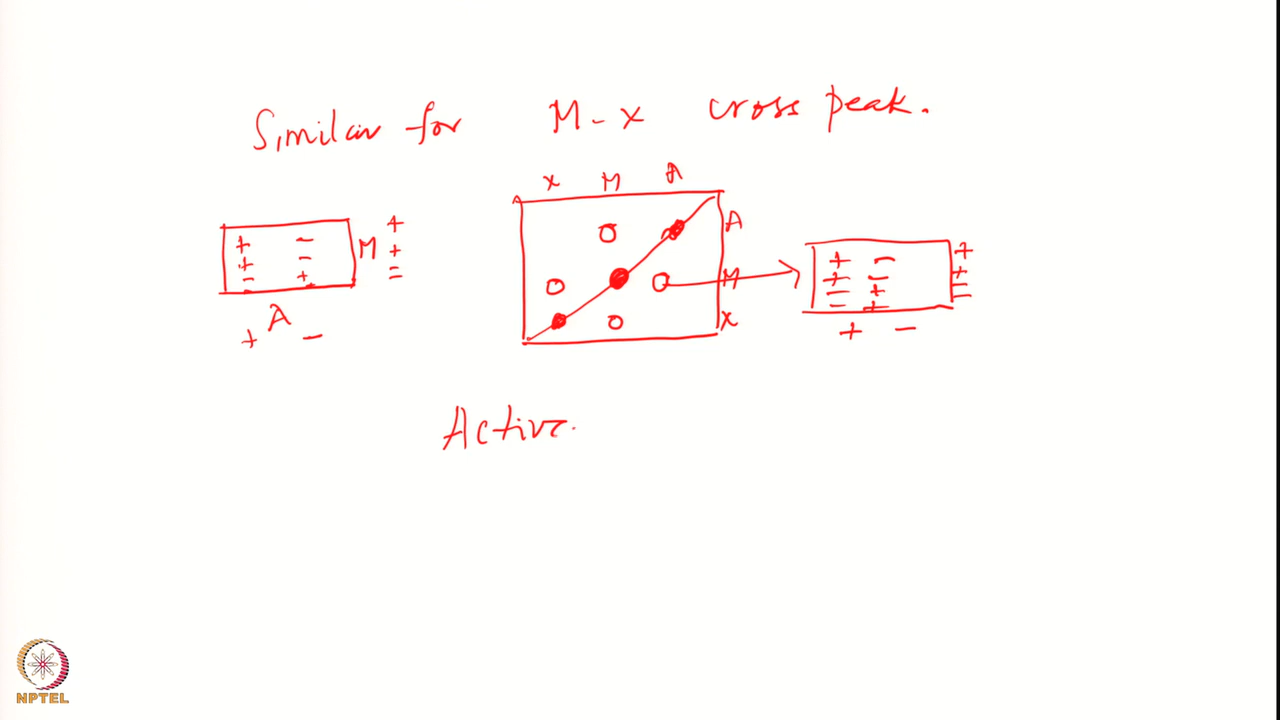 Similar for M-X cross peak.
X M A
A
M
X
+ -
+ -
- +
M
+
+
=
A
+ -
+ -
+ -
- +
- +
+
+
=
=
+ -
Active.
NPTEL